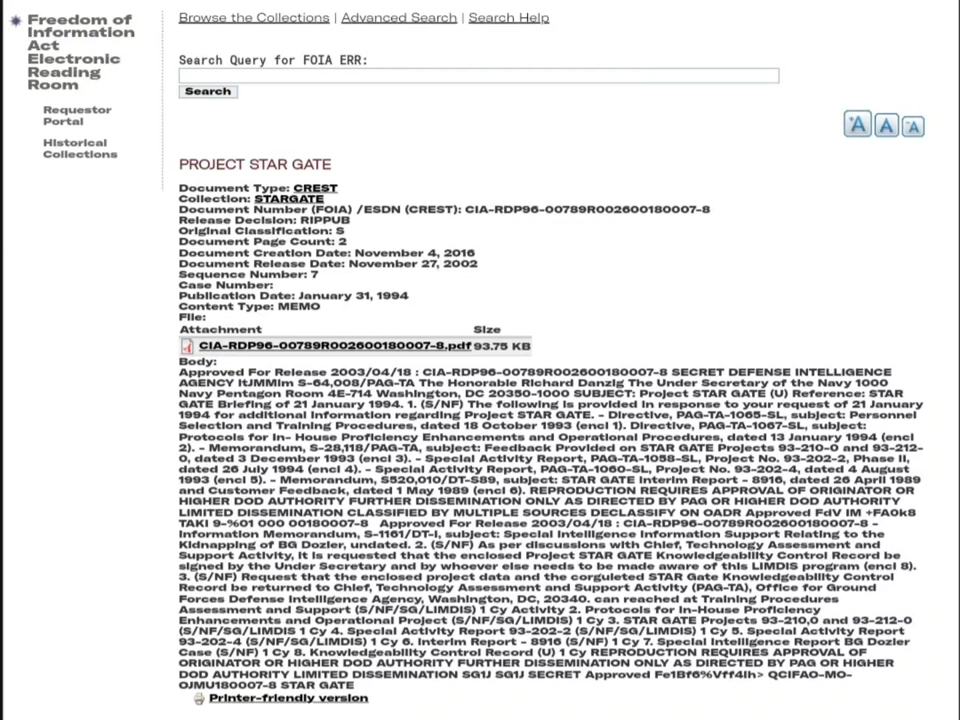 Freedom of
Information
Act
Electronic
Reading
Room
Requestor
Portal
Historical
Collections
Browse the Collections | Advanced Search | Search Help
Search Query for FOIA ERR:
Search
+A A -A
PROJECT STAR GATE
Document Type: CREST
Collection: STARGATE
Document Number (FOIA) /ESDN (CREST): CIA-RDP96-00789R002600180007-8
Release Decision: RIPPUB
Original Classification: S
Document Page Count: 2
Document Creation Date: November 4, 2016
Document Release Date: November 27, 2002
Sequence Number: 7
Case Number:
Publication Date: January 31, 1994
Content Type: MEMO
File:
Attachment Size
CIA-RDP96-00789R002600180007-8.pdf 93.75 KB
Body:
Approved For Release 2003/04/18 : CIA-RDP96-00789R002600180007-8 SECRET DEFENSE INTELLIGENCE
AGENCY ItJMMIm S-64,008/PAG-TA The Honorable Richard Danzig The Under Secretary of the Navy 1000
Navy Pentagon Room 4E-714 Washington, DC 20350-1000 SUBJECT: Project STAR GATE (U) Reference: STAR
GATE Briefing of 21 January 1994. 1. (S/NF) The following is provided in response to your request of 21 January
1994 for additional information regarding Project STAR GATE. - Directive, PAG-TA-1065-SL, subject: Personnel
Selection and Training Procedures, dated 18 October 1993 (encl 1). Directive, PAG-TA-1067-SL, subject:
Protocols for In- House Proficiency Enhancements and Operational Procedures, dated 13 January 1994 (encl
2). - Memorandum, S-28,118/PAG-TA, subject: Feedback Provided on STAR GATE Projects 93-210-0 and 93-212-
0, dated 3 December 1993 (encl 3). - Special Activity Report, PAG-TA-1058-SL, Project No. 93-202-2, Phase II,
dated 26 July 1994 (encl 4). - Special Activity Report, PAG-TA-1060-SL, Project No. 93-202-4, dated 4 August
1993 (encl 5). - Memorandum, S520,010/DT-S89, subject: STAR GATE Interim Report - 8916, dated 26 April 1989
and Customer Feedback, dated 1 May 1989 (encl 6). REPRODUCTION REQUIRES APPROVAL OF ORIGINATOR OR
HIGHER DOD AUTHORITY FURTHER DISSEMINATION ONLY AS DIRECTED BY PAG OR HIGHER DOD AUTHORITY
LIMITED DISSEMINATION CLASSIFIED BY MULTIPLE SOURCES DECLASSIFY ON OADR Approved FdV IM +FA0k8
TAKI 9-%01 000 00180007-8 Approved For Release 2003/04/18 : CIA-RDP96-00789R002600180007-8 -
Information Memorandum, S-1161/DT-I, subject: Special Intelligence Information Support Relating to the
Kidnapping of BG Dozler, undated. 2. (S/NF) As per discussions with Chief, Technology Assessment and
Support Activity, it is requested that the enclosed Project STAR GATE Knowledgeability Control Record be
signed by the Under Secretary and by whoever else needs to be made aware of this LIMDIS program (encl 8).
3. (S/NF) Request that the enclosed project data and the corguleted STAR Gate Knowledgeability Control
Record be returned to Chief, Technology Assessment and Support Activity (PAG-TA), Office for Ground
Forces Defense Intelligence Agency, Washington, DC, 20340. can reached at Training Procedures
Assessment and Support (S/NF/SG/LIMDIS) 1 Cy Activity 2. Protocols for In-House Proficiency
Enhancements and Operational Project (S/NF/SG/LIMDIS) 1 Cy 3. STAR GATE Projects 93-210,0 and 93-212-0
(S/NF/SG/LIMDIS) 1 Cy 4. Special Activity Report 93-202-2 (S/NF/SG/LIMDIS) 1 Cy 5. Special Activity Report
93-202-4 (S/NF/SG/LIMDIS) 1 Cy 6. Interim Report - 8916 (S/NF) 1 Cy 7. Special Intelligence Report BG Dozler
Case (S/NF) 1 Cy 8. Knowledgeability Control Record (U) 1 Cy REPRODUCTION REQUIRES APPROVAL OF
ORIGINATOR OR HIGHER DOD AUTHORITY FURTHER DISSEMINATION ONLY AS DIRECTED BY PAG OR HIGHER
DOD AUTHORITY LIMITED DISSEMINATION SG1J SG1J SECRET Approved Fe1Bf6%Vff4lh> QCIFAO-MO-
OJMU180007-8 STAR GATE
Printer-friendly version